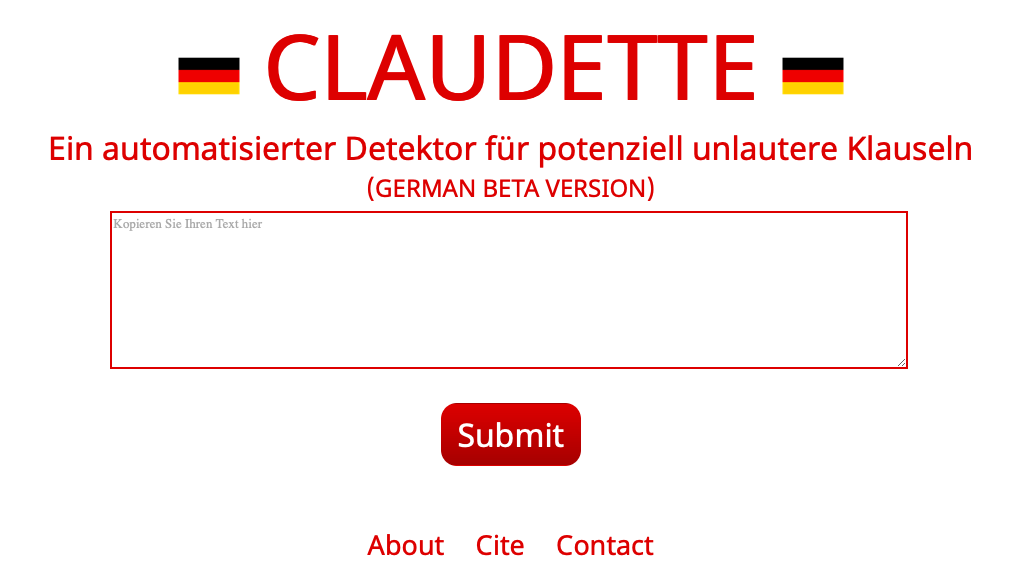 CLAUDETTE
Ein automatisierter Detektor für potenziell unlautere Klauseln
(GERMAN BETA VERSION)
Kopieren Sie Ihren Text hier
Submit
About Cite Contact